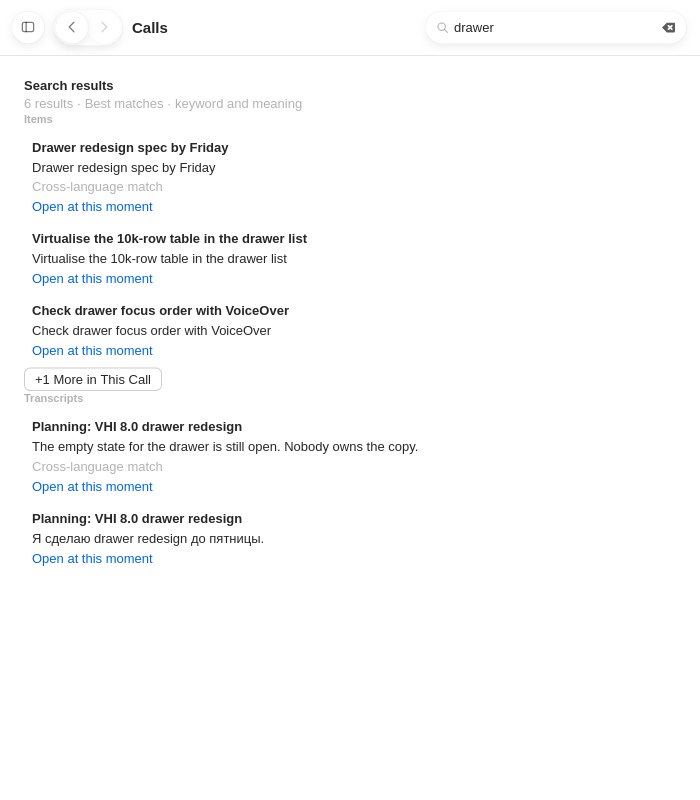 Calls
drawer
Search results
6 results · Best matches · keyword and meaning
Items
Drawer redesign spec by Friday
Drawer redesign spec by Friday
Cross-language match
Open at this moment
Virtualise the 10k-row table in the drawer list
Virtualise the 10k-row table in the drawer list
Open at this moment
Check drawer focus order with VoiceOver
Check drawer focus order with VoiceOver
Open at this moment
+1 More in This Call
Transcripts
Planning: VHI 8.0 drawer redesign
The empty state for the drawer is still open. Nobody owns the copy.
Cross-language match
Open at this moment
Planning: VHI 8.0 drawer redesign
Я сделаю drawer redesign до пятницы.
Open at this moment